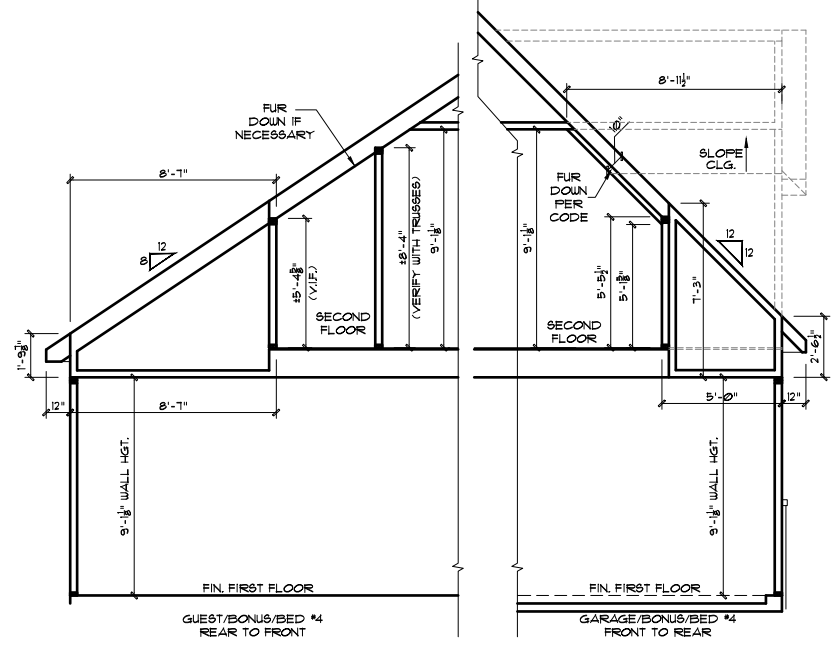 8'-11½"
FUR
DOWN IF
NECESSARY
10"
SLOPE
CLG.
8'-7"
FUR
DOWN
PER
CODE
12
8
12
12
±5'-4⅝"
(V.I.F.)
±8'-4"
(VERIFY WITH TRUSSES)
9'-1⅛"
9'-1⅛"
5'-5½"
5'-1⅝"
7'-3"
SECOND
FLOOR
SECOND
FLOOR
1'-9⅞"
2'-6½"
12"
8'-7"
5'-0"
12"
9'-1⅛" WALL HGT.
9'-1⅛" WALL HGT.
FIN. FIRST FLOOR
FIN. FIRST FLOOR
GUEST/BONUS/BED #4
REAR TO FRONT
GARAGE/BONUS/BED #4
FRONT TO REAR